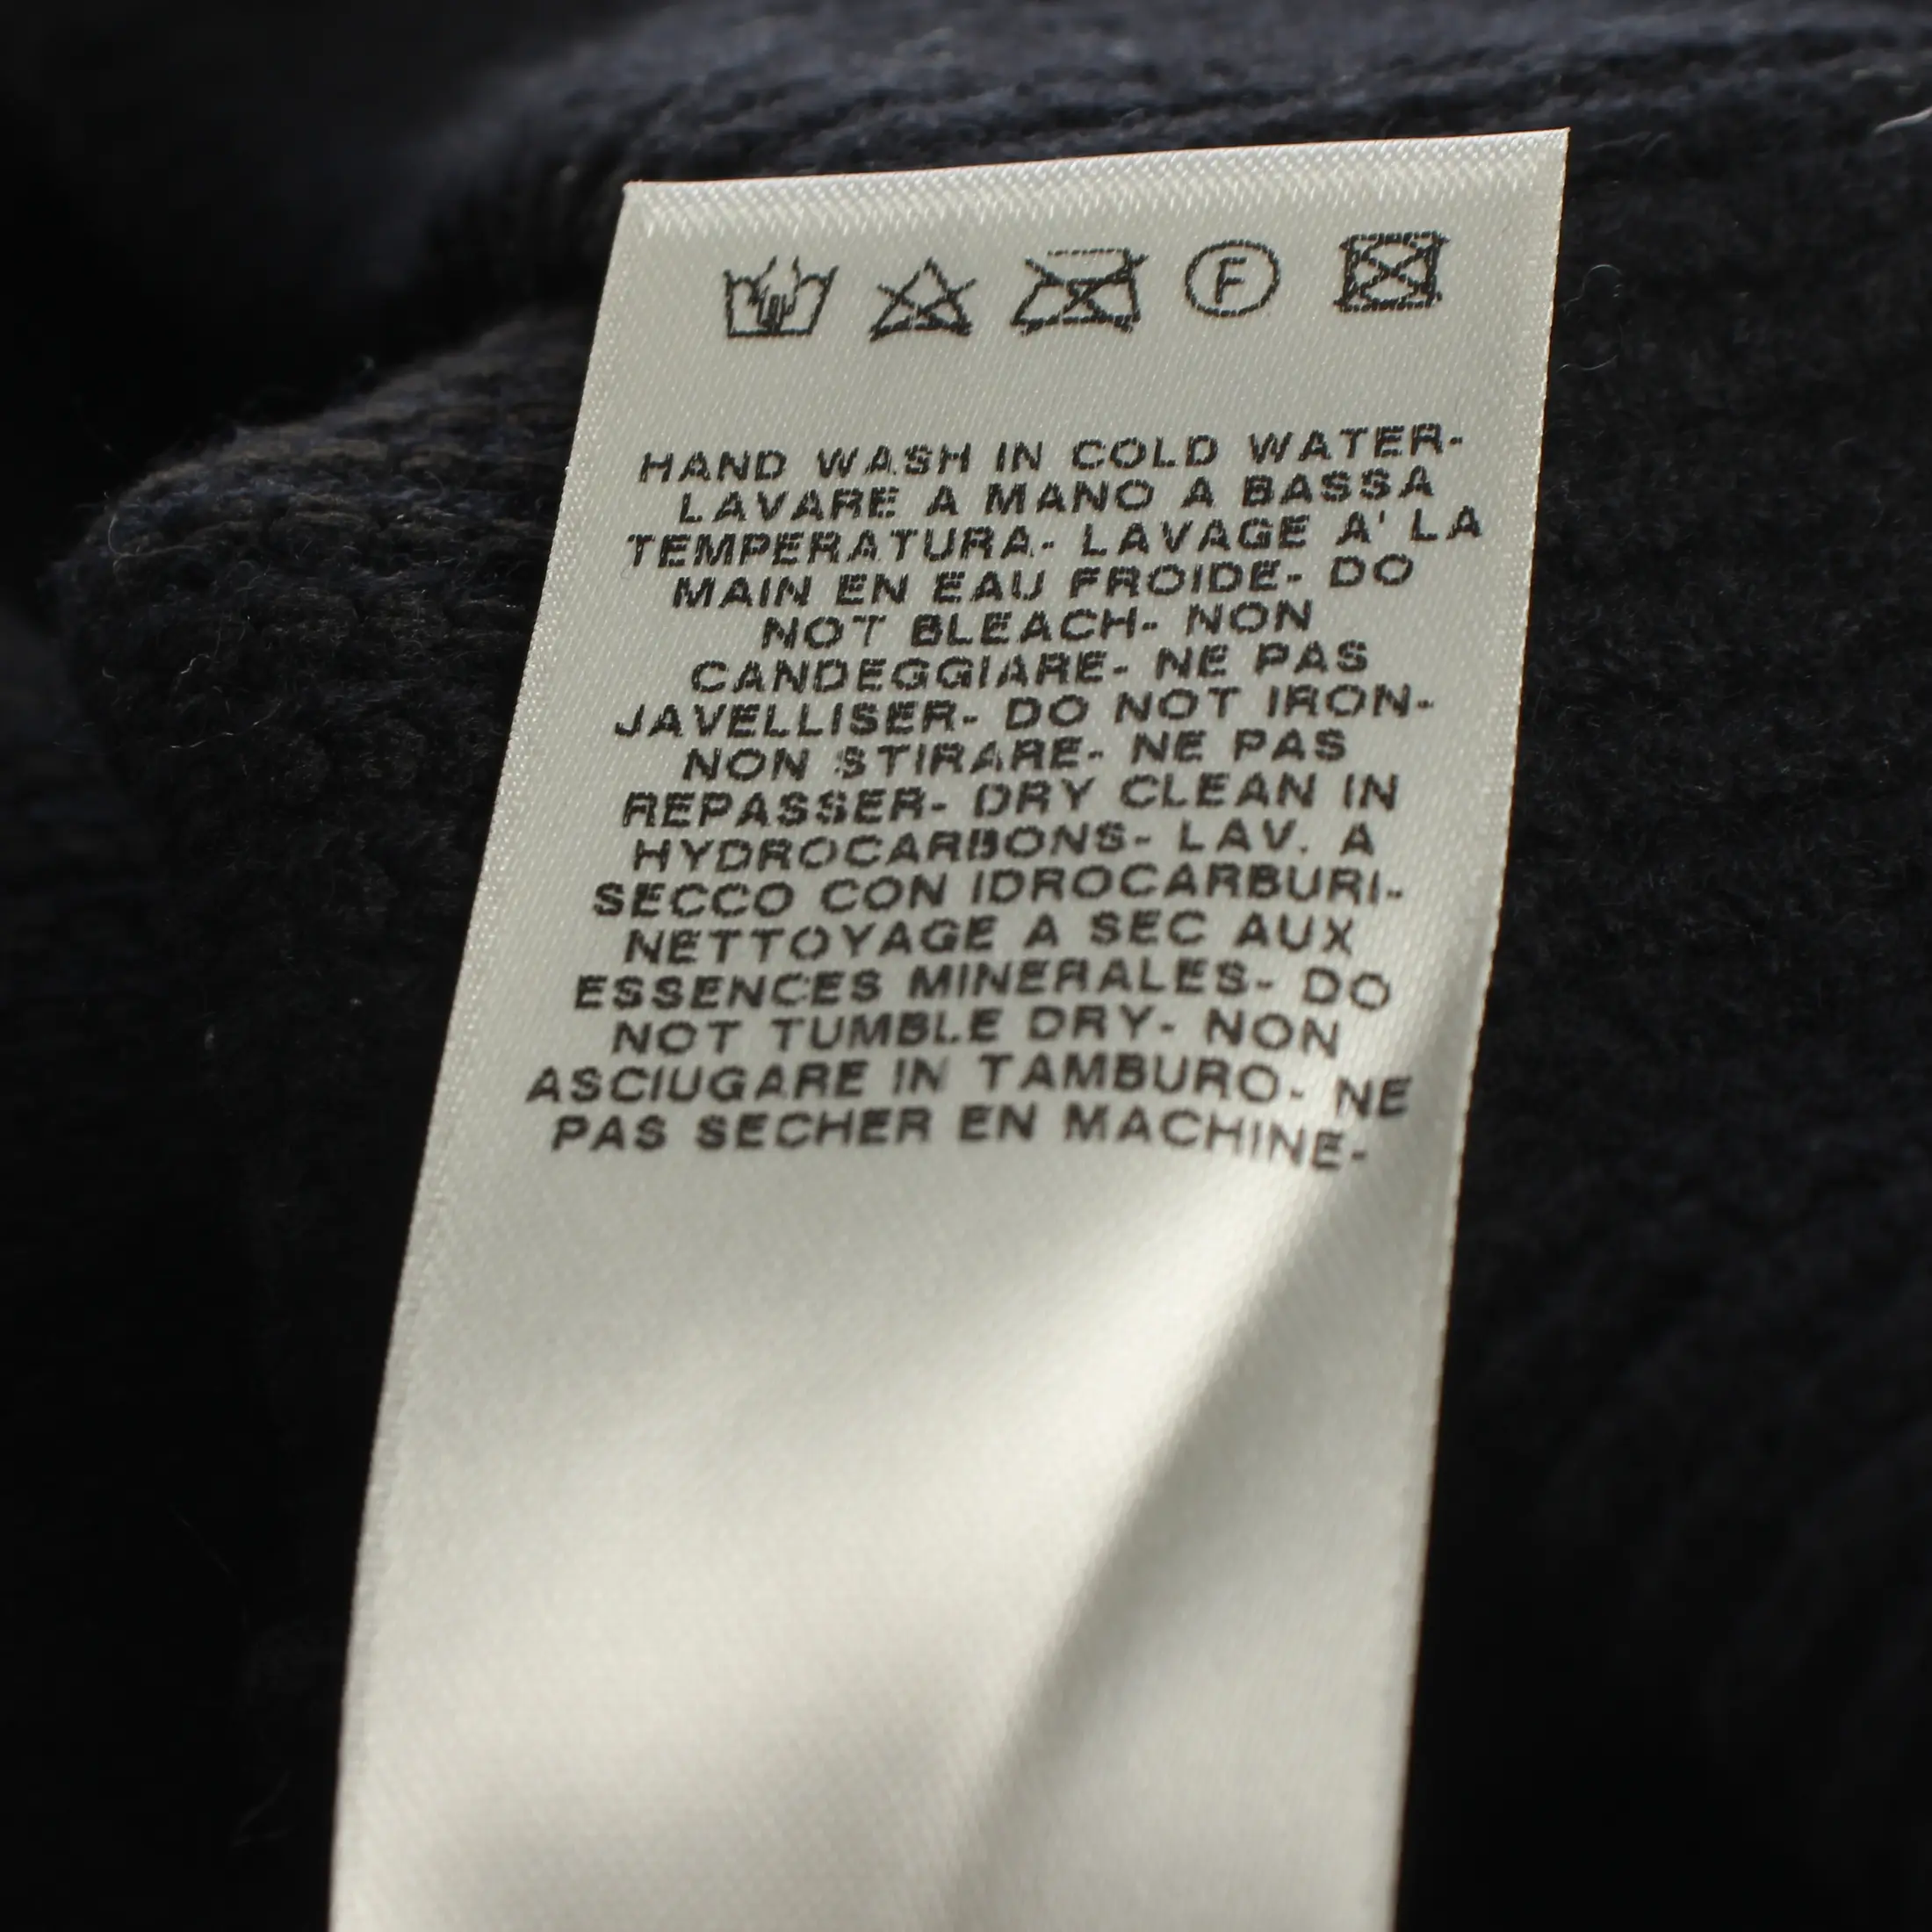 F
HAND WASH IN COLD WATER-
LAVARE A MANO A BASSA
TEMPERATURA- LAVAGE A' LA
MAIN EN EAU FROIDE- DO
NOT BLEACH- NON
CANDEGGIARE- NE PAS
JAVELLISER- DO NOT IRON-
NON STIRARE- NE PAS
REPASSER- DRY CLEAN IN
HYDROCARBONS- LAV. A
SECCO CON IDROCARBURI-
NETTOYAGE A SEC AUX
ESSENCES MINERALES- DO
NOT TUMBLE DRY- NON
ASCIUGARE IN TAMBURO- NE
PAS SECHER EN MACHINE-